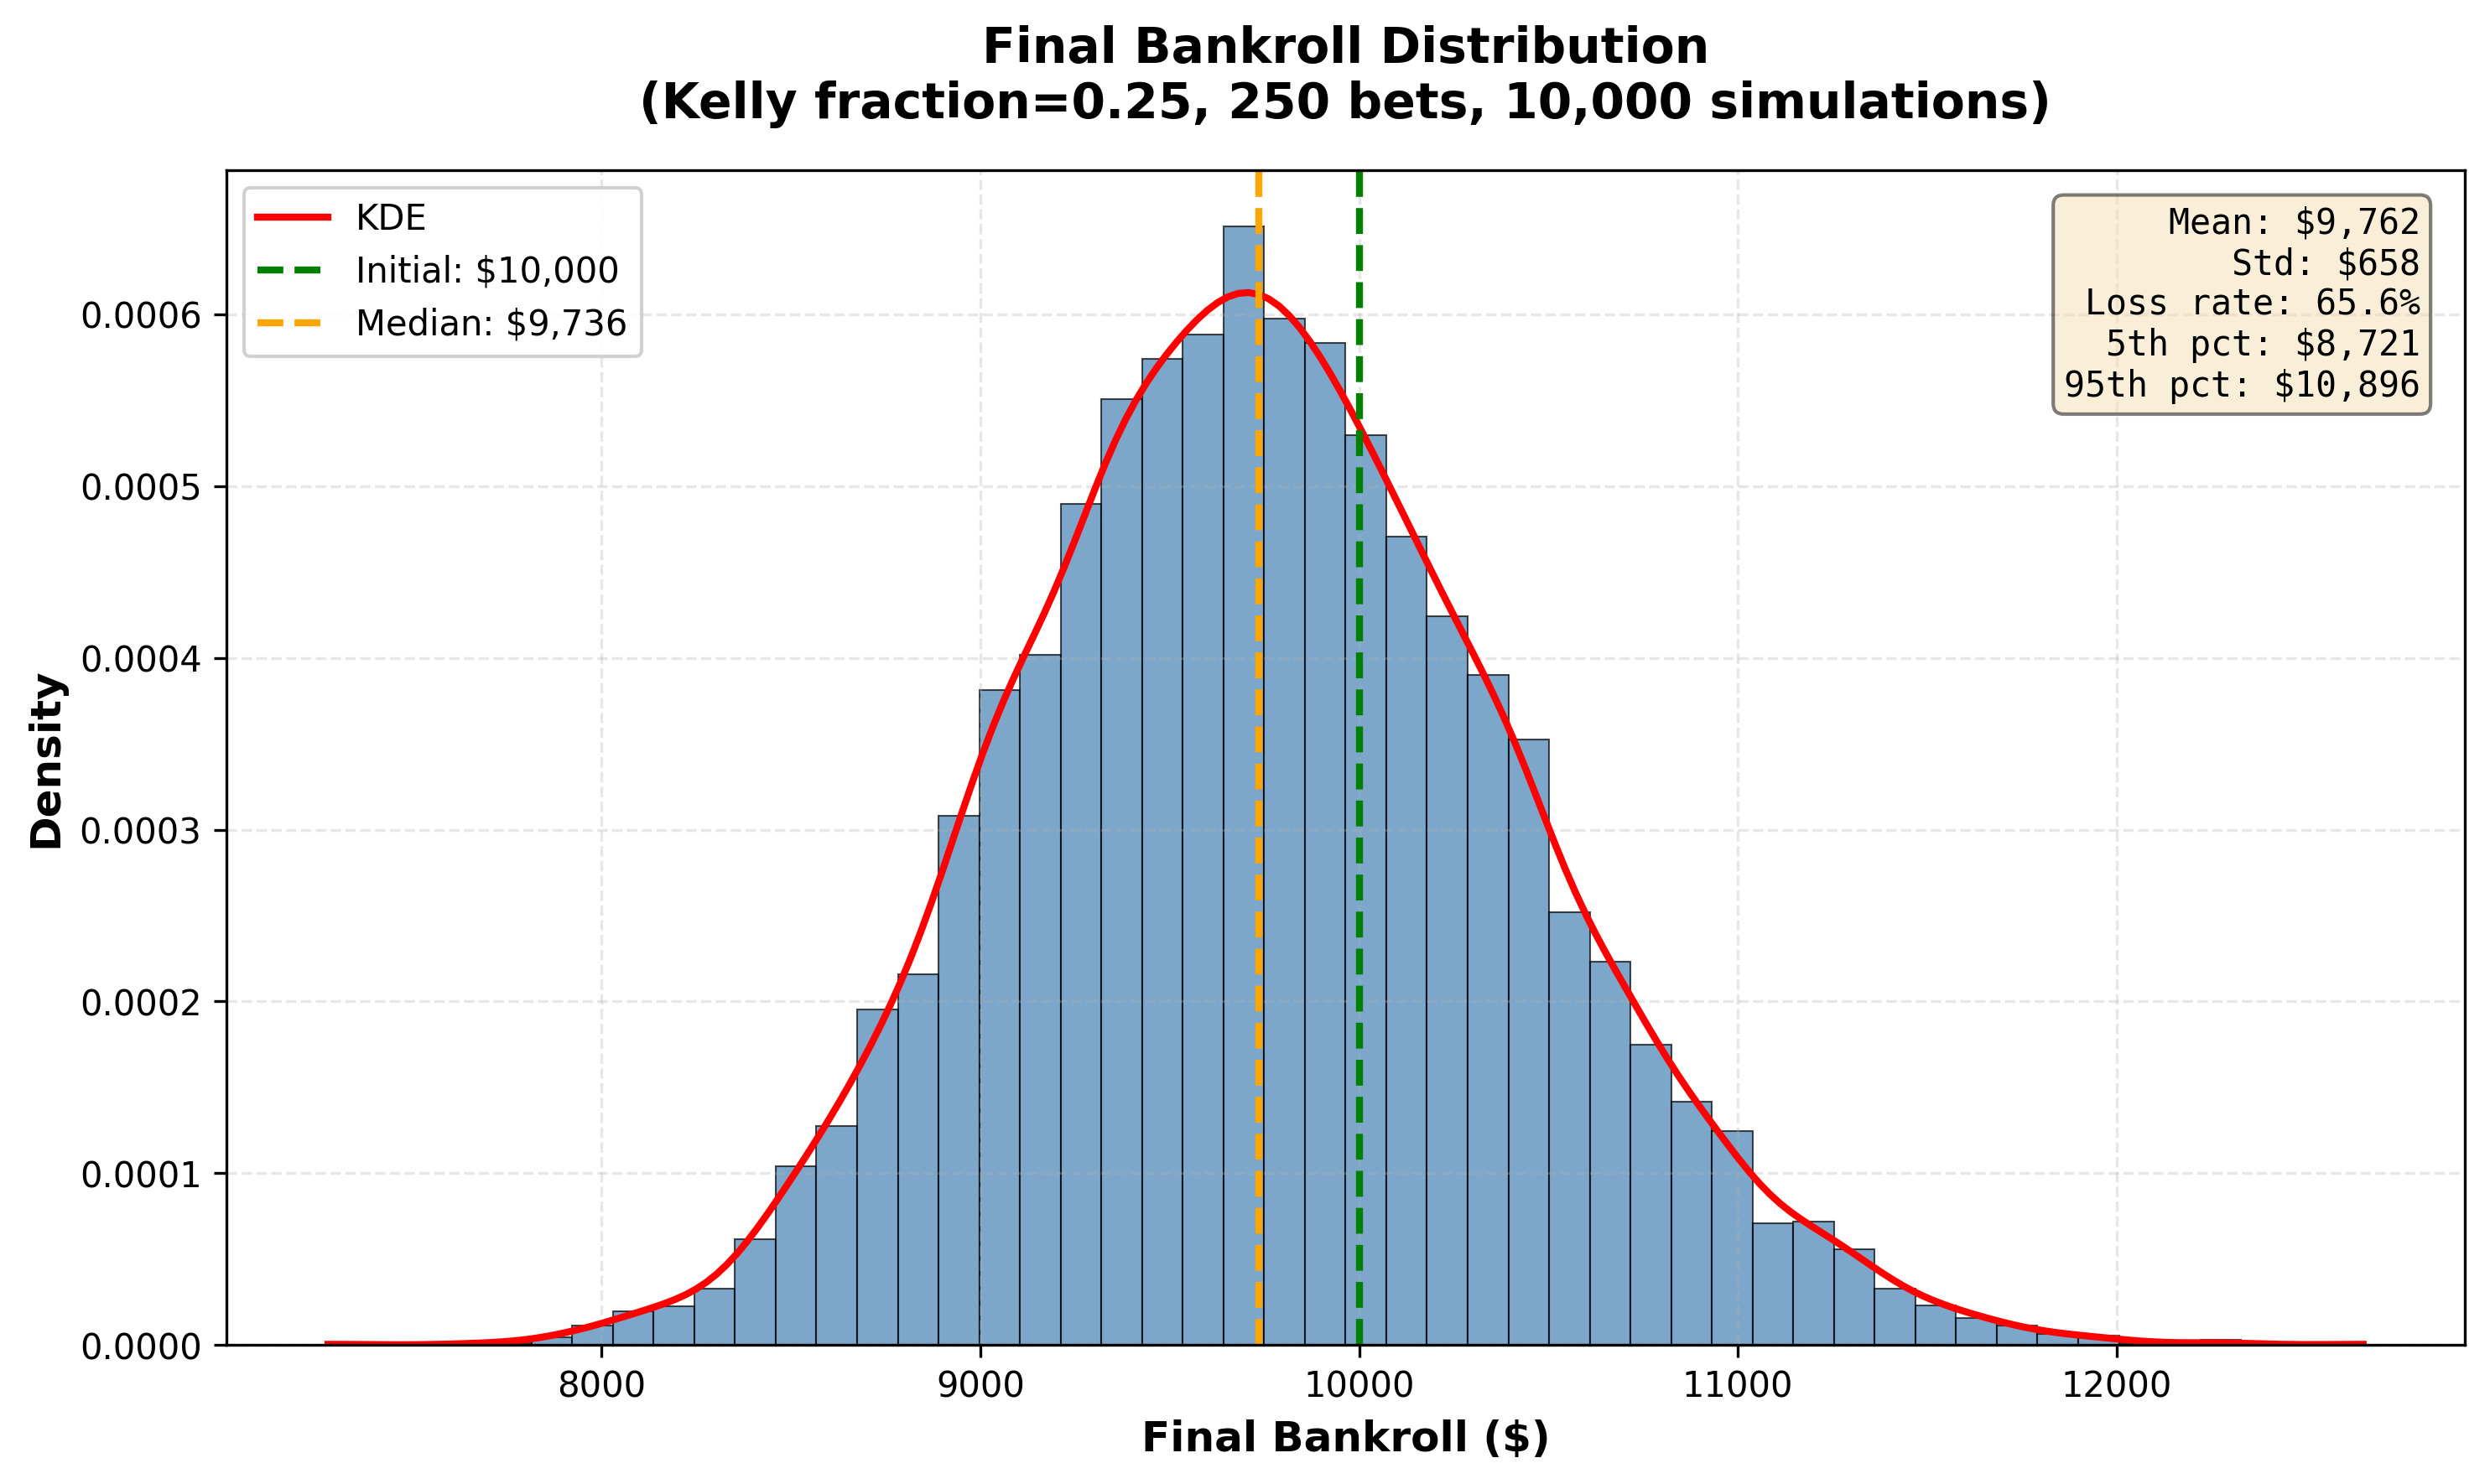 Final Bankroll Distribution
(Kelly fraction=0.25, 250 bets, 10,000 simulations)
KDE
Initial: $10,000
Median: $9,736
Mean: $9,762
Std: $658
Loss rate: 65.6%
5th pct: $8,721
95th pct: $10,896
Density
0.0006
0.0005
0.0004
0.0003
0.0002
0.0001
0.0000
8000
9000
10000
11000
12000
Final Bankroll ($)